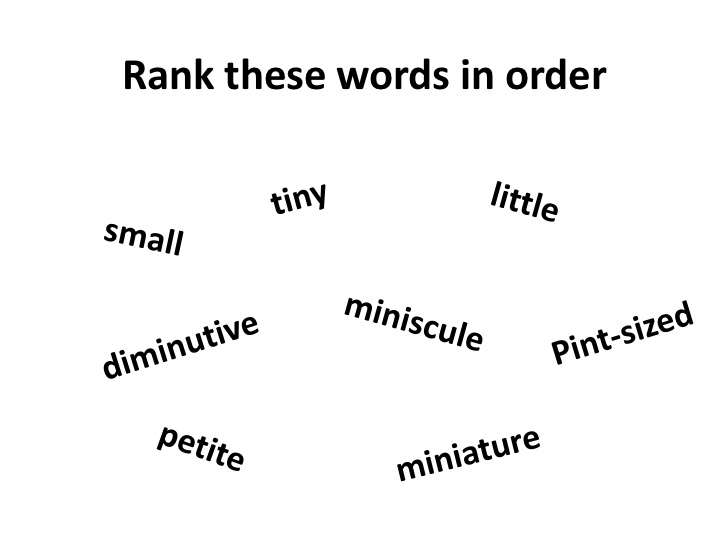 Rank these words in order
tiny
little
small
miniscule
Pint-sized
diminutive
petite
miniature